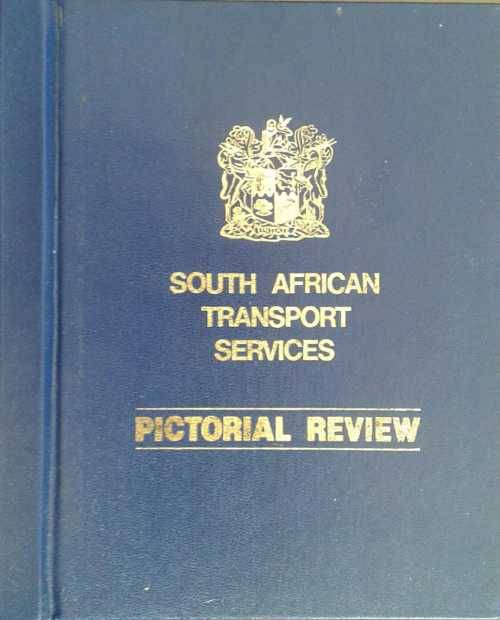 SOUTH AFRICAN
TRANSPORT
SERVICES
PICTORIAL REVIEW